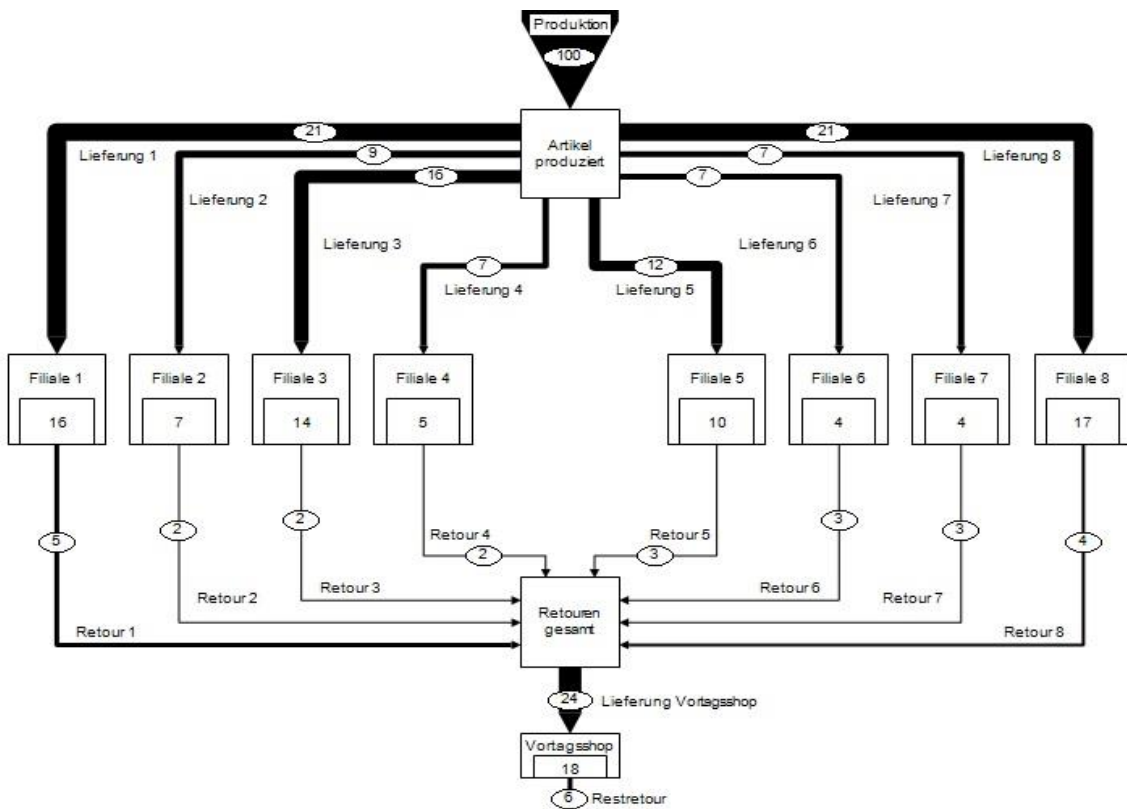 Produktion
100
21
21
Lieferung 1
9
Artikel
produziert
7
Lieferung 8
16
7
Lieferung 2
Lieferung 7
Lieferung 3
Lieferung 6
7
12
Lieferung 4
Lieferung 5
Filiale 1
Filiale 2
Filiale 3
Filiale 4
Filiale 5
Filiale 6
Filiale 7
Filiale 8
16
7
14
5
10
4
4
17
5
2
2
Retour 4
2
Retour 5
3
3
3
4
Retour 3
Retour 6
Retour 2
Retour 7
Retour 1
Retour 8
Retouren
gesamt
24
Lieferung Vortagsshop
Vortagsshop
18
6
Restretour